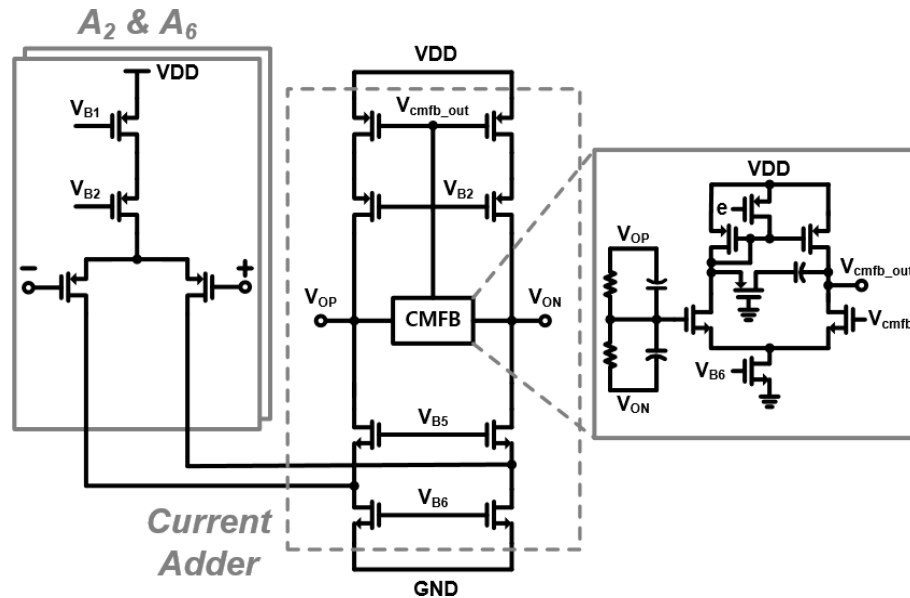 A2 & A6
VDD
VB1
VB2
−
+
VDD
Vcmfb_out
VB2
VOP
CMFB
VON
VB5
VB6
GND
Current
Adder
VDD
e
VOP
Vcmfb_out
Vcmfb
VB6
VON